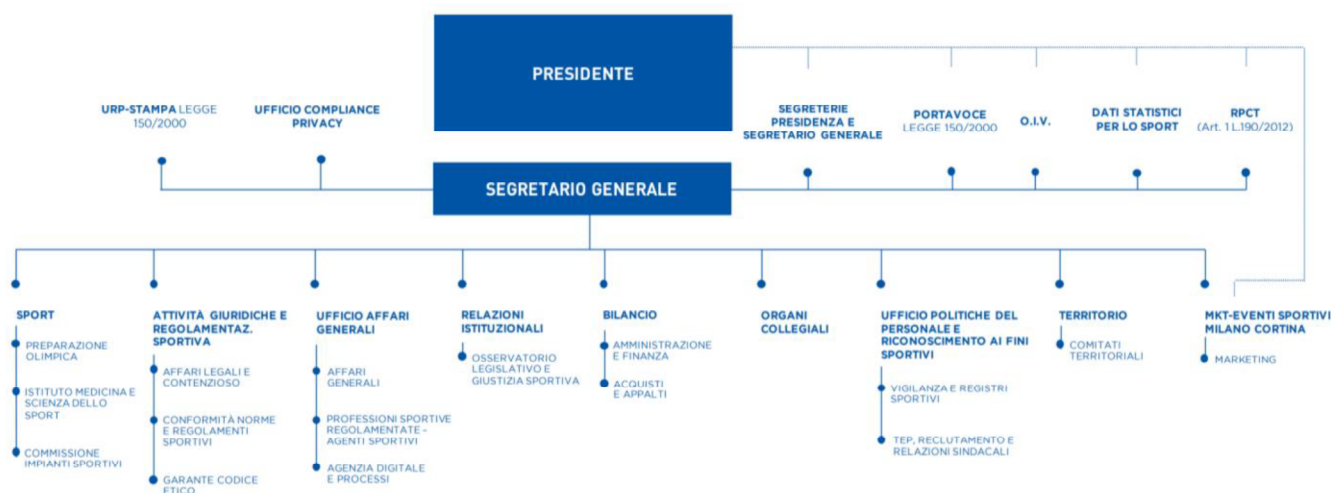 PRESIDENTE
URP-STAMPA LEGGE
150/2000
UFFICIO COMPLIANCE
PRIVACY
SEGRETERIE
PRESIDENZA E
SEGRETARIO GENERALE
PORTAVOCE
LEGGE 150/2000
O.I.V.
DATI STATISTICI
PER LO SPORT
RPCT
(Art. 1 L.190/2012)
SEGRETARIO GENERALE
SPORT
PREPARAZIONE
OLIMPICA
ISTITUTO MEDICINA E
SCIENZA DELLO
SPORT
COMMISSIONE
IMPIANTI SPORTIVI
ATTIVITÀ GIURIDICHE E
REGOLAMENTAZ.
SPORTIVA
AFFARI LEGALI E
CONTENZIOSO
CONFORMITÀ NORME
E REGOLAMENTI
SPORTIVI
GARANTE CODICE
ETICO
UFFICIO AFFARI
GENERALI
AFFARI
GENERALI
PROFESSIONI SPORTIVE
REGOLAMENTATE –
AGENTI SPORTIVI
AGENZIA DIGITALE
E PROCESSI
RELAZIONI
ISTITUZIONALI
OSSERVATORIO
LEGISLATIVO E
GIUSTIZIA SPORTIVA
BILANCIO
AMMINISTRAZIONE
E FINANZA
ACQUISTI
E APPALTI
ORGANI
COLLEGIALI
UFFICIO POLITICHE DEL
PERSONALE E
RICONOSCIMENTO AI FINI
SPORTIVI
VIGILANZA E REGISTRI
SPORTIVI
TEP, RECLUTAMENTO E
RELAZIONI SINDACALI
TERRITORIO
COMITATI
TERRITORIALI
MKT-EVENTI SPORTIVI
MILANO CORTINA
MARKETING